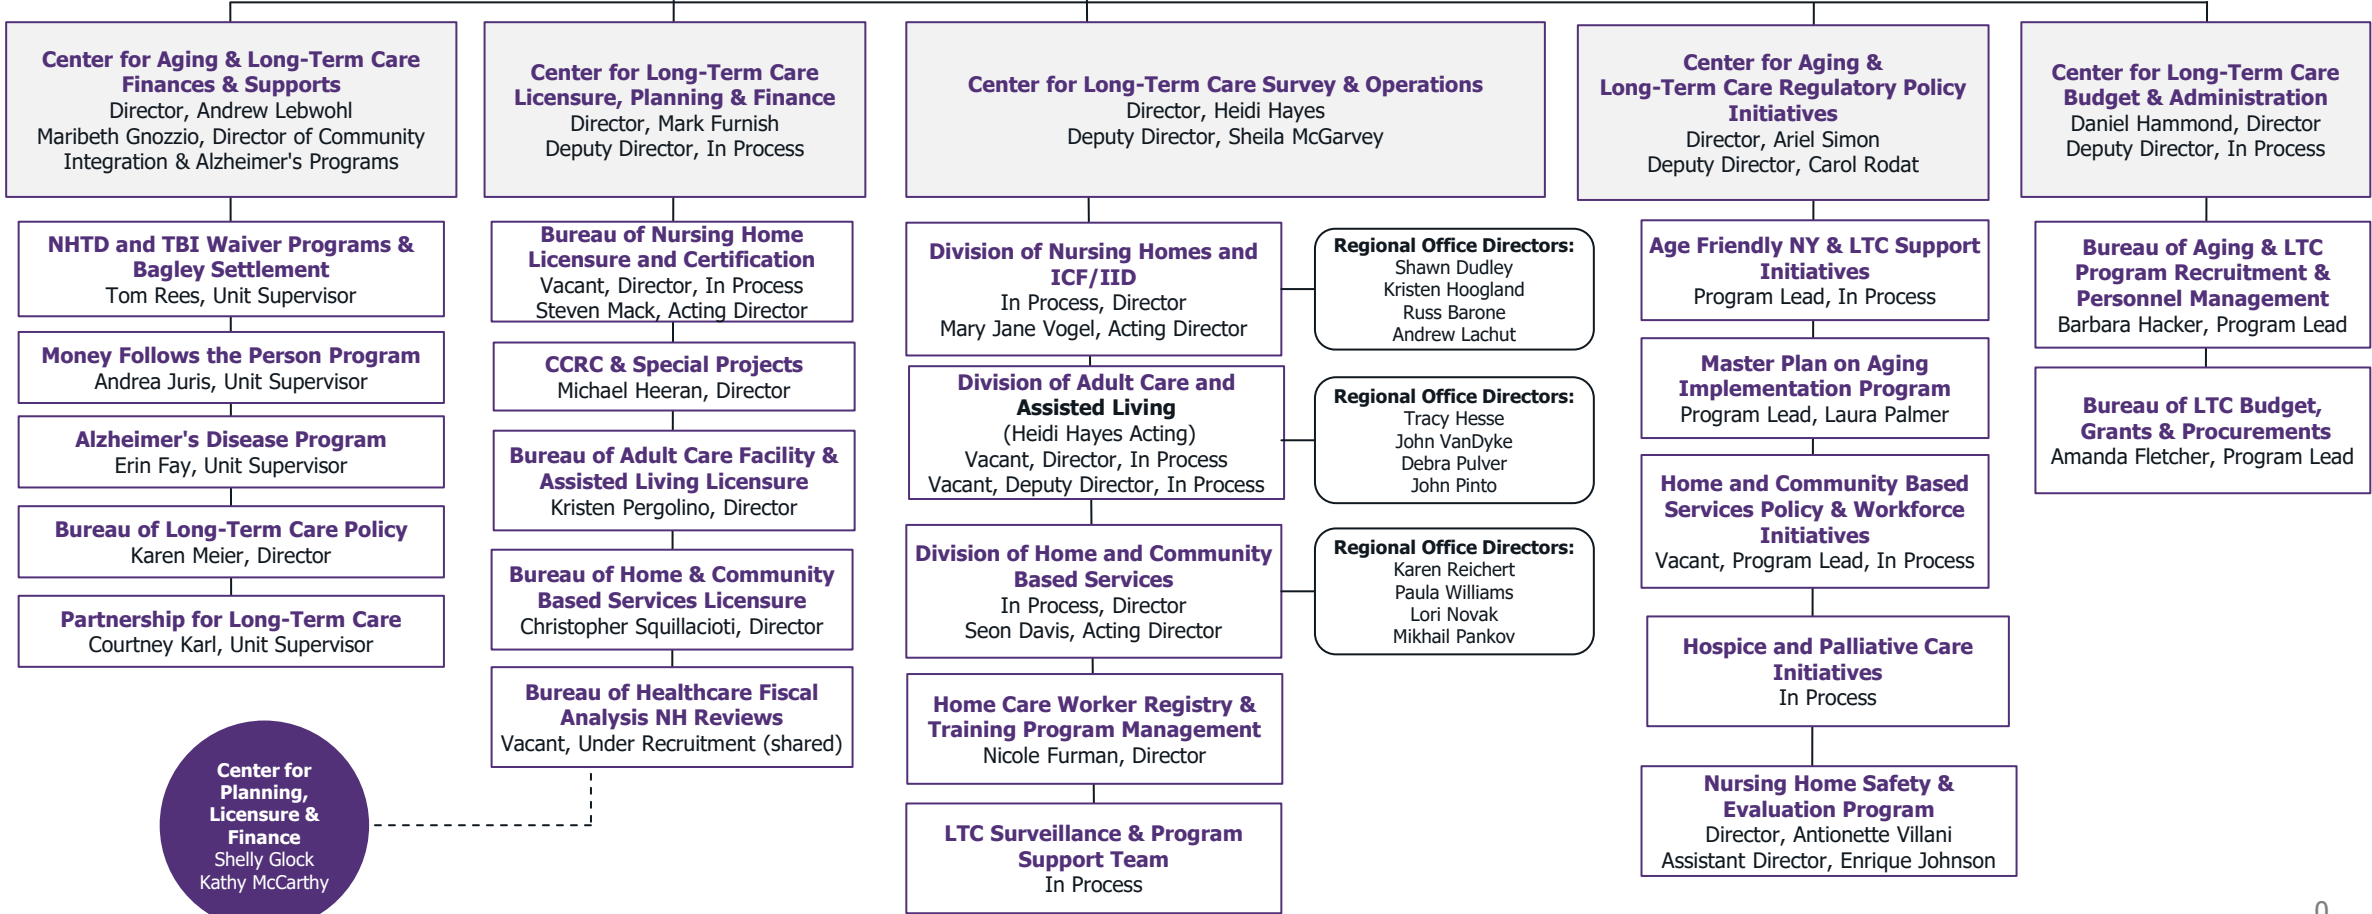 Center for Aging & Long-Term Care
Finances & Supports
Director, Andrew Lebwohl
Maribeth Gnozzio, Director of Community
Integration & Alzheimer's Programs
NHTD and TBI Waiver Programs &
Bagley Settlement
Tom Rees, Unit Supervisor
Money Follows the Person Program
Andrea Juris, Unit Supervisor
Alzheimer's Disease Program
Erin Fay, Unit Supervisor
Bureau of Long-Term Care Policy
Karen Meier, Director
Partnership for Long-Term Care
Courtney Karl, Unit Supervisor
Center for
Planning,
Licensure &
Finance
Shelly Glock
Kathy McCarthy
Center for Long-Term Care
Licensure, Planning & Finance
Director, Mark Furnish
Deputy Director, In Process
Bureau of Nursing Home
Licensure and Certification
Vacant, Director, In Process
Steven Mack, Acting Director
CCRC & Special Projects
Michael Heeran, Director
Bureau of Adult Care Facility &
Assisted Living Licensure
Kristen Pergolino, Director
Bureau of Home & Community
Based Services Licensure
Christopher Squillacioti, Director
Bureau of Healthcare Fiscal
Analysis NH Reviews
Vacant, Under Recruitment (shared)
Center for Long-Term Care Survey & Operations
Director, Heidi Hayes
Deputy Director, Sheila McGarvey
Division of Nursing Homes and
ICF/IID
In Process, Director
Mary Jane Vogel, Acting Director
Regional Office Directors:
Shawn Dudley
Kristen Hoogland
Russ Barone
Andrew Lachut
Division of Adult Care and
Assisted Living
(Heidi Hayes Acting)
Vacant, Director, In Process
Vacant, Deputy Director, In Process
Regional Office Directors:
Tracy Hesse
John VanDyke
Debra Pulver
John Pinto
Division of Home and Community
Based Services
In Process, Director
Seon Davis, Acting Director
Regional Office Directors:
Karen Reichert
Paula Williams
Lori Novak
Mikhail Pankov
Home Care Worker Registry &
Training Program Management
Nicole Furman, Director
LTC Surveillance & Program
Support Team
In Process
Center for Aging &
Long-Term Care Regulatory Policy
Initiatives
Director, Ariel Simon
Deputy Director, Carol Rodat
Age Friendly NY & LTC Support
Initiatives
Program Lead, In Process
Master Plan on Aging
Implementation Program
Program Lead, Laura Palmer
Home and Community Based
Services Policy & Workforce
Initiatives
Vacant, Program Lead, In Process
Hospice and Palliative Care
Initiatives
In Process
Nursing Home Safety &
Evaluation Program
Director, Antionette Villani
Assistant Director, Enrique Johnson
Center for Long-Term Care
Budget & Administration
Daniel Hammond, Director
Deputy Director, In Process
Bureau of Aging & LTC
Program Recruitment &
Personnel Management
Barbara Hacker, Program Lead
Bureau of LTC Budget,
Grants & Procurements
Amanda Fletcher, Program Lead